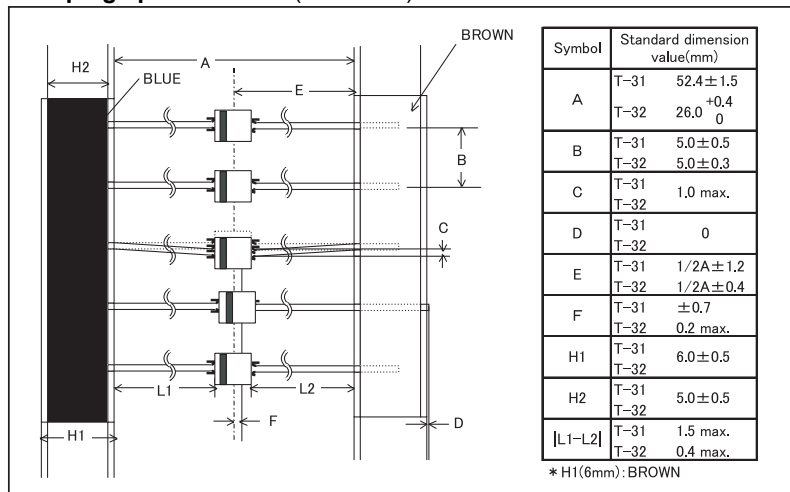 BROWN
H2
A
BLUE
E
B
C
L1
L2
F
D
H1
Symbol Standard dimension value(mm)
A T-31 52.4±1.5
T-32 26.0 +0.4 0
B T-31 5.0±0.5
T-32 5.0±0.3
C T-31
T-32 1.0 max.
D T-31
T-32 0
E T-31 1/2A±1.2
T-32 1/2A±0.4
F T-31 ±0.7
T-32 0.2 max.
H1 T-31
T-32 6.0±0.5
H2 T-31
T-32 5.0±0.5
|L1-L2| T-31 1.5 max.
T-32 0.4 max.
* H1(6mm):BROWN